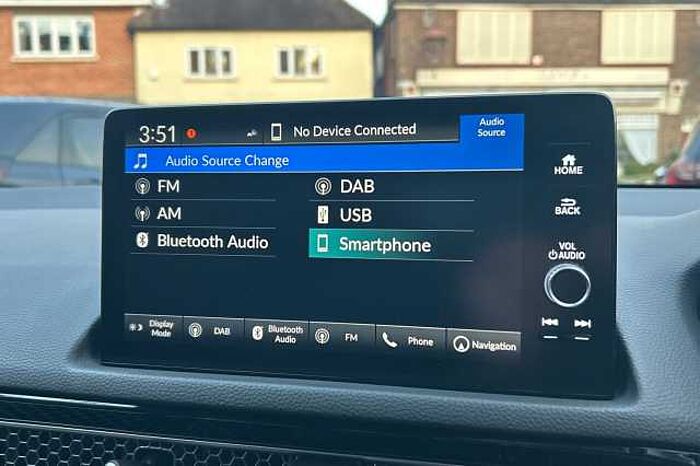 3:51
No Device Connected
Audio Source
Audio Source Change
FM
DAB
AM
USB
Bluetooth Audio
Smartphone
HOME
BACK
VOL
AUDIO
Display Mode
DAB
Bluetooth Audio
FM
Phone
Navigation